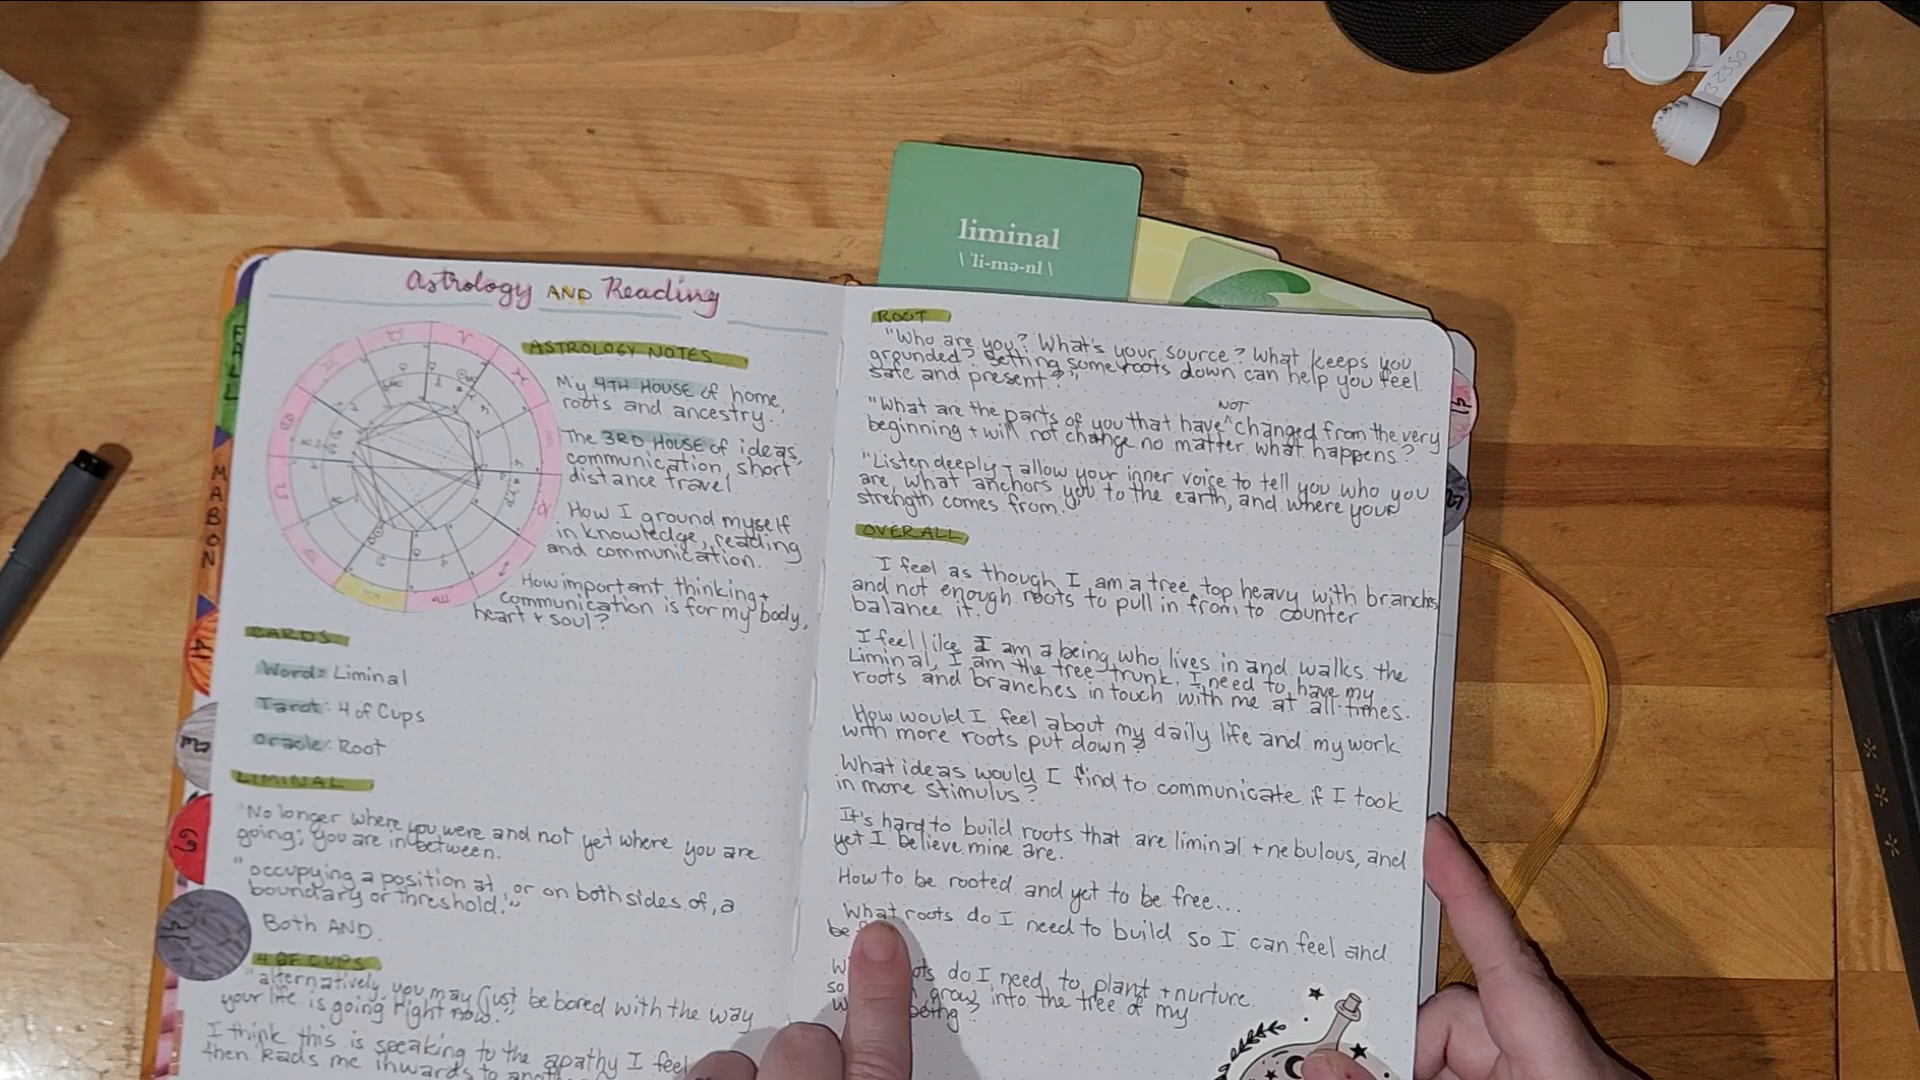 liminal
\ 'li-mə-nl \
B2350
FALL
MABON
Astrology AND Reading
ASTROLOGY NOTES
My 4TH HOUSE of home,
roots and ancestry.
The 3RD HOUSE of ideas,
communication, short
distance travel.
How I ground myself
in knowledge, reading
and communication.
How important thinking +
communication is for my body,
heart + soul?
CARDS
Word: Liminal
Tarot: 4 of Cups
Oracle: Root
LIMINAL
"No longer where you were and not yet where you are
going; you are in between.
"occupying a position at, or on both sides of, a
boundary or threshold."
Both AND.
4 OF CUPS
"alternatively, you may just be bored with the way
your life is going right now."
I think this is speaking to the apathy I feel
then leads me inwards to
ROOT
"Who are you? What's your source? What keeps you
grounded? Setting some roots down can help you feel
safe and present."
NOT
"What are the parts of you that have ^ changed from the very
beginning + will not change no matter what happens?"
"Listen deeply + allow your inner voice to tell you who you
are, what anchors you to the earth, and where your
strength comes from."
OVERALL
I feel as though I am a tree, top heavy with branches
and not enough roots to pull in from to counter
balance it.
I feel like I am a being who lives in and walks the
Liminal, I am the tree trunk. I need to have my
roots and branches in touch with me at all times.
How would I feel about my daily life and my work
with more roots put down?
What ideas would I find to communicate if I took
in more stimulus?
It's hard to build roots that are liminal + nebulous, and
yet I believe mine are.
How to be rooted and yet to be free...
What roots do I need to build so I can feel and
be
do I need to plant + nurture
so grow into the tree of my
being?